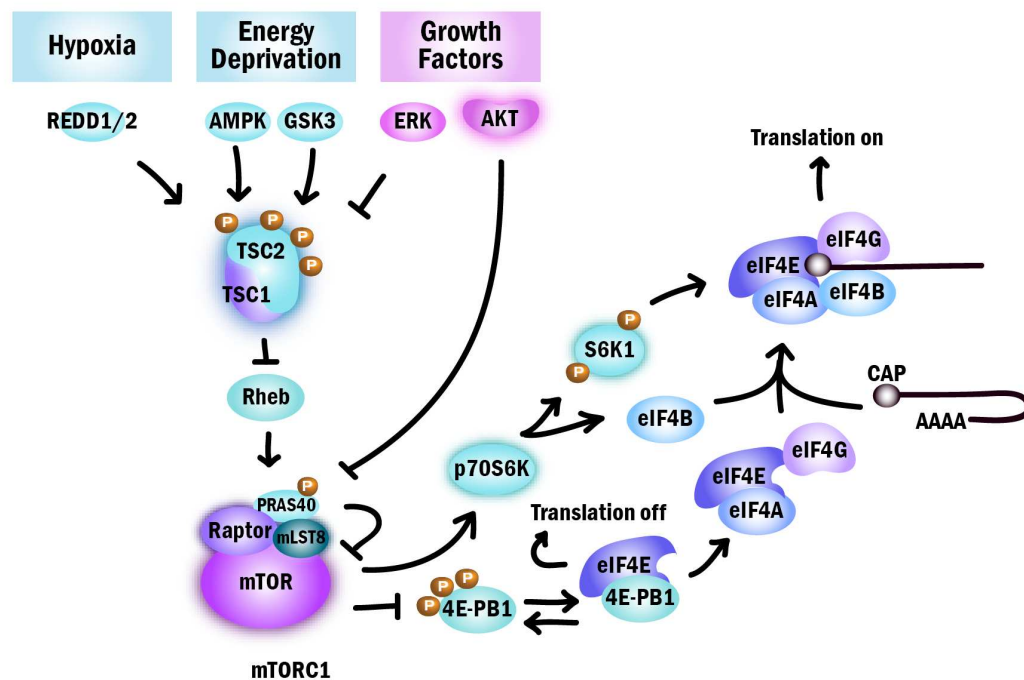 Hypoxia
Energy
Deprivation
Growth
Factors
REDD1/2
AMPK
GSK3
ERK
AKT
Translation on
P
P
P
P
TSC2
TSC1
eIF4G
eIF4E
eIF4A
eIF4B
P
S6K1
P
Rheb
CAP
AAAA
eIF4B
eIF4G
eIF4E
eIF4A
p70S6K
P
PRAS40
Raptor
mLST8
mTOR
Translation off
eIF4E
4E-PB1
P
P
P
4E-PB1
mTORC1